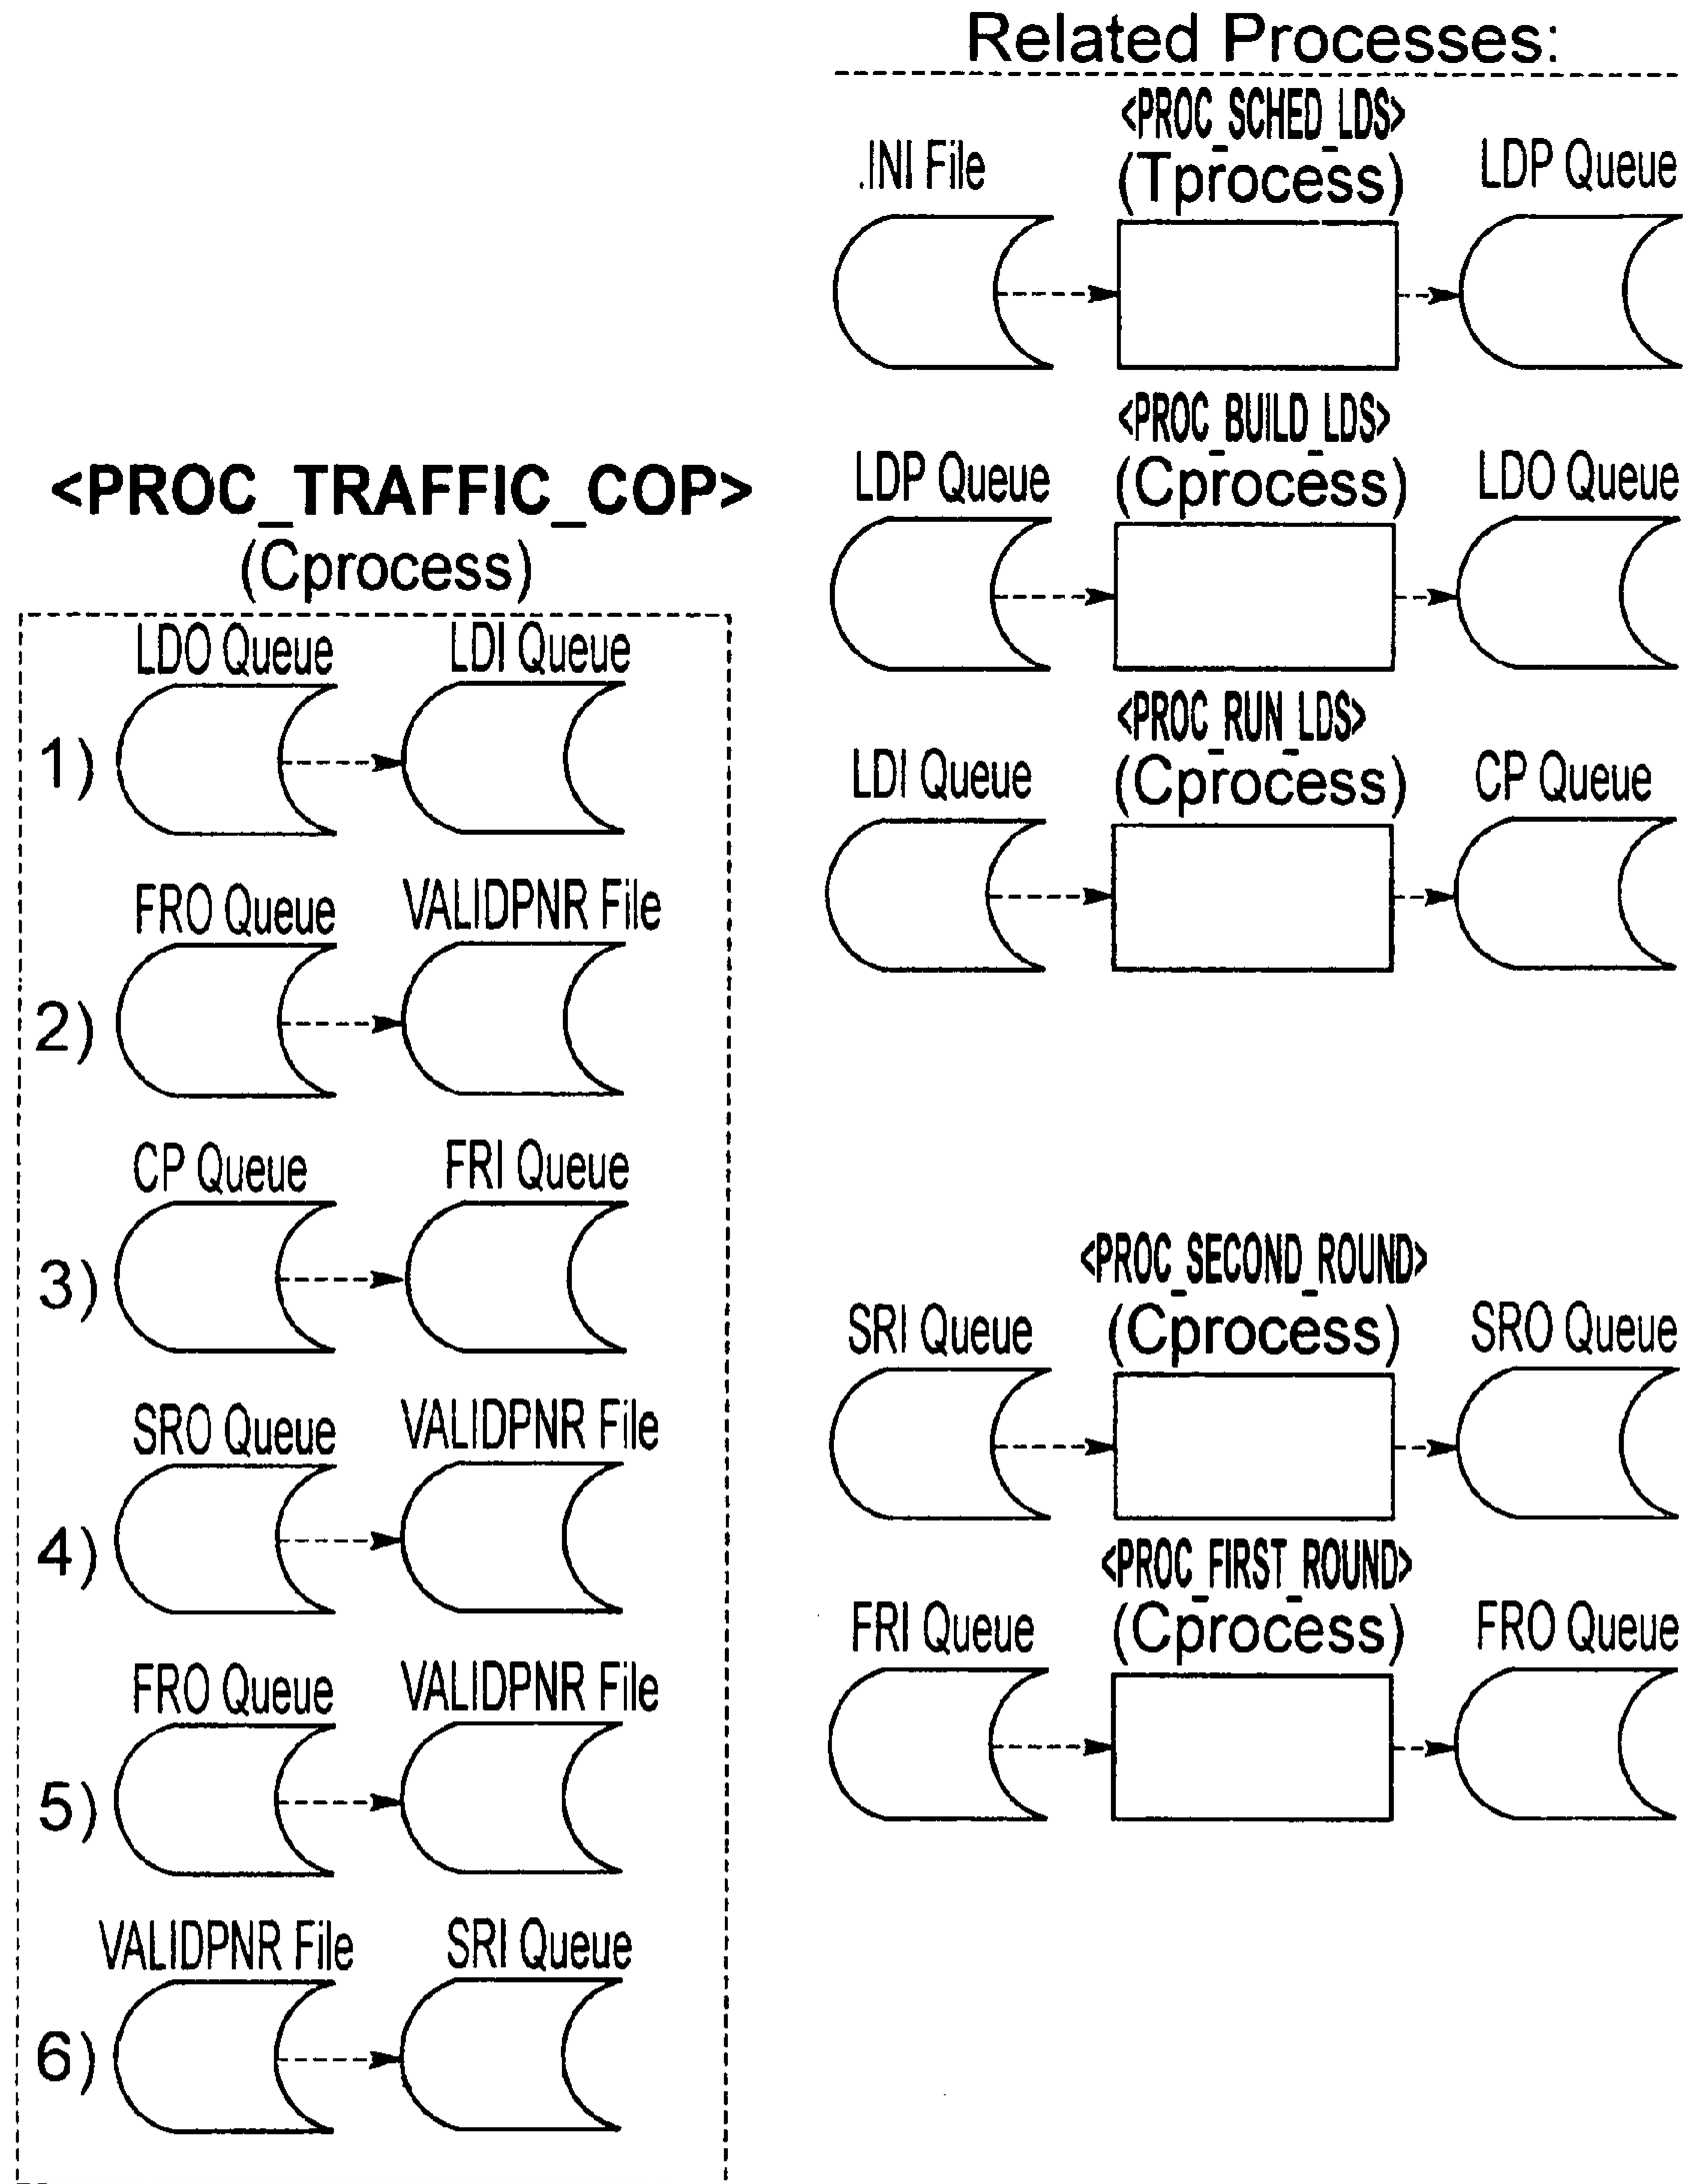 Related Processes:
<PROC_SCHED_LDS>
.INI File
(Tprocess)
LDP Queue
<PROC_BUILD_LDS>
LDP Queue
(Cprocess)
LDO Queue
<PROC_RUN_LDS>
LDI Queue
(Cprocess)
CP Queue
<PROC_SECOND_ROUND>
SRI Queue
(Cprocess)
SRO Queue
<PROC_FIRST_ROUND>
FRI Queue
(Cprocess)
FRO Queue
<PROC_TRAFFIC_COP>
(Cprocess)
LDO Queue
LDI Queue
1)
FRO Queue
VALIDPNR File
2)
CP Queue
FRI Queue
3)
SRO Queue
VALIDPNR File
4)
FRO Queue
VALIDPNR File
5)
VALIDPNR File
SRI Queue
6)